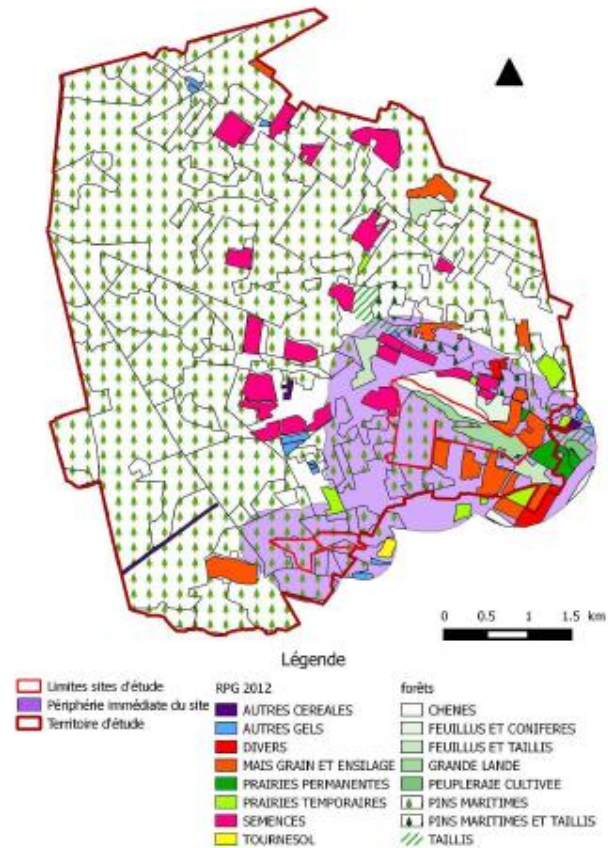 0 0.5 1 1.5 km
Légende
Limites sites d'étude
Périphérie immédiate du site
Territoire d'étude
RPG 2012
AUTRES CEREALES
AUTRES GELS
DIVERS
MAIS GRAIN ET ENSILAGE
PRAIRIES PERMANENTES
PRAIRIES TEMPORAIRES
SEMENCES
TOURNESOL
forêts
CHENES
FEUILLUS ET CONIFERES
FEUILLUS ET TAILLIS
GRANDE LANDE
PEUPLERAIE CULTIVEE
PINS MARITIMES
PINS MARITIMES ET TAILLIS
TAILLIS